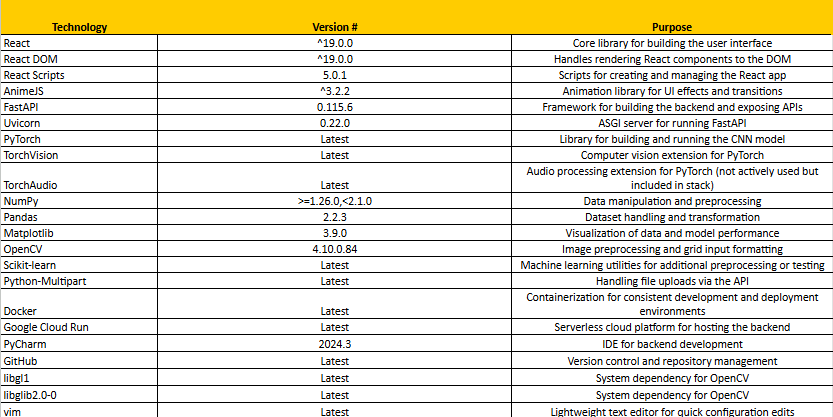 Technology Version # Purpose
React ^19.0.0 Core library for building the user interface
React DOM ^19.0.0 Handles rendering React components to the DOM
React Scripts 5.0.1 Scripts for creating and managing the React app
AnimeJS ^3.2.2 Animation library for UI effects and transitions
FastAPI 0.115.6 Framework for building the backend and exposing APIs
Uvicorn 0.22.0 ASGI server for running FastAPI
PyTorch Latest Library for building and running the CNN model
TorchVision Latest Computer vision extension for PyTorch
Audio processing extension for PyTorch (not actively used but
TorchAudio Latest included in stack)
NumPy >=1.26.0,<2.1.0 Data manipulation and preprocessing
Pandas 2.2.3 Dataset handling and transformation
Matplotlib 3.9.0 Visualization of data and model performance
OpenCV 4.10.0.84 Image preprocessing and grid input formatting
Scikit-learn Latest Machine learning utilities for additional preprocessing or testing
Python-Multipart Latest Handling file uploads via the API
Containerization for consistent development and deployment
Docker Latest environments
Google Cloud Run Latest Serverless cloud platform for hosting the backend
PyCharm 2024.3 IDE for backend development
GitHub Latest Version control and repository management
libgl1 Latest System dependency for OpenCV
libglib2.0-0 Latest System dependency for OpenCV
vim Latest Lightweight text editor for quick configuration edits